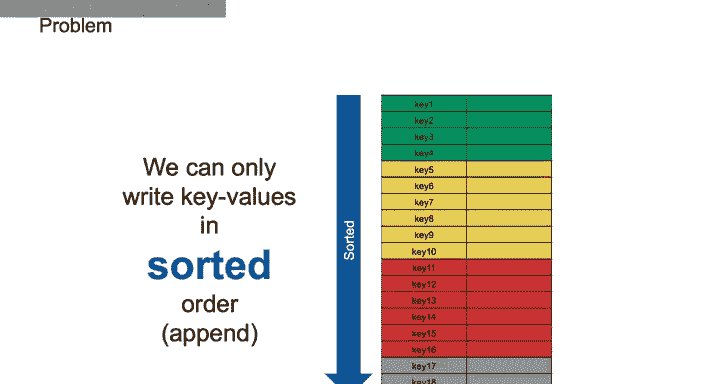 Problem
We can only
write key-values
in
sorted
order
(append)
Sorted
key1
key2
key3
key4
key5
key6
key7
key8
key9
key10
key11
key12
key13
key14
key15
key16
key17
key18